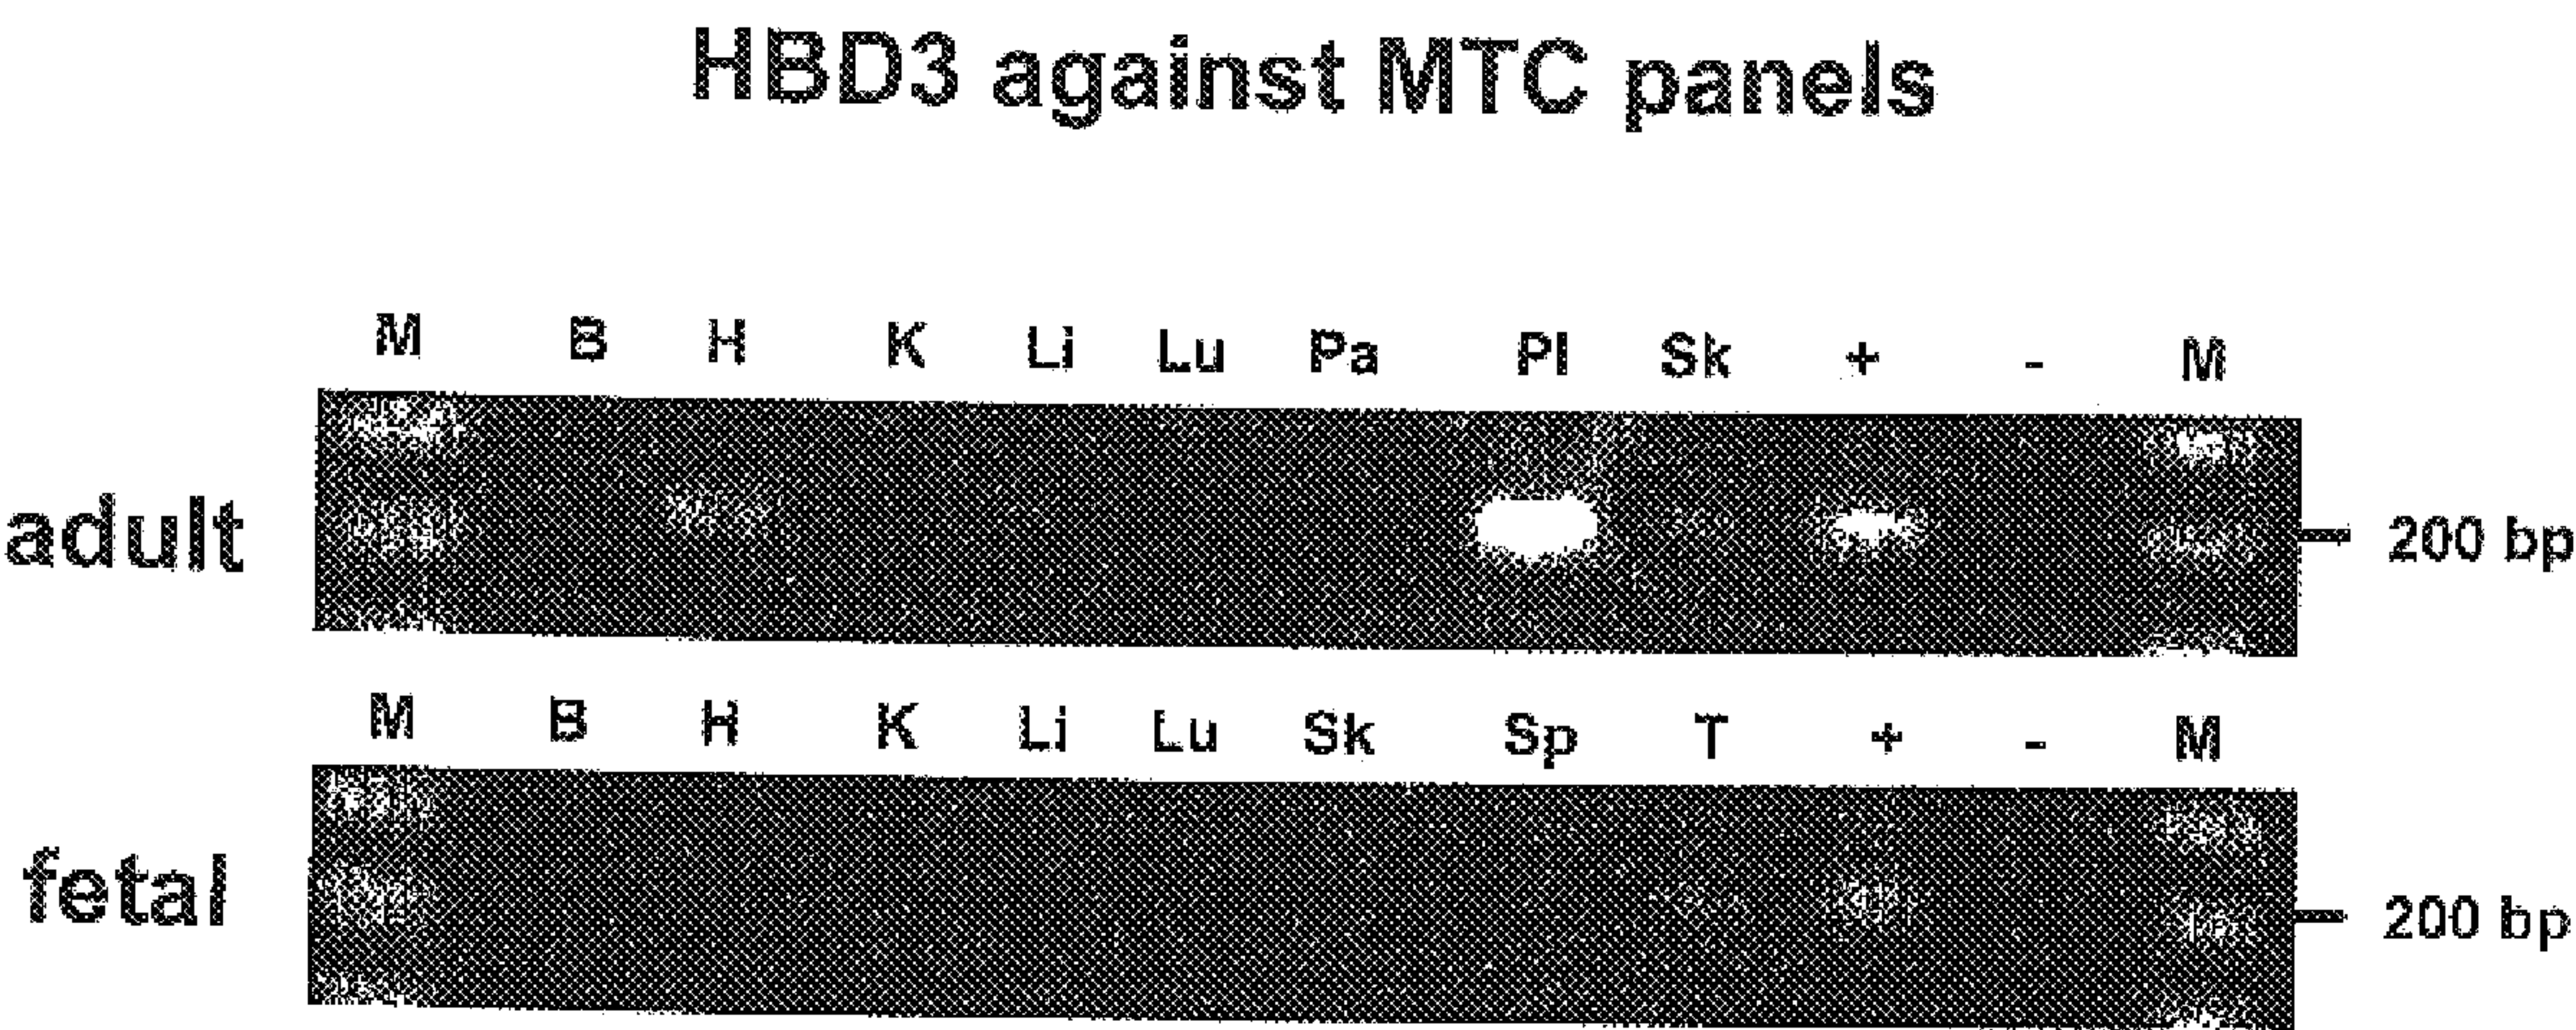 HBD3 against MTC panels
M B H K Li Lu Pa Pl Sk + - M
adult 200 bp
M B H K Li Lu Sk Sp T + - M
fetal 200 bp